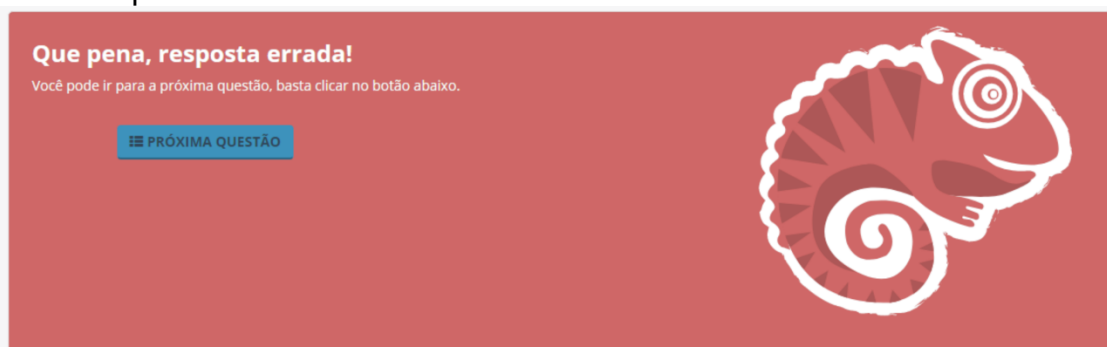 Que pena, resposta errada!
Você pode ir para a próxima questão, basta clicar no botão abaixo.
PRÓXIMA QUESTÃO